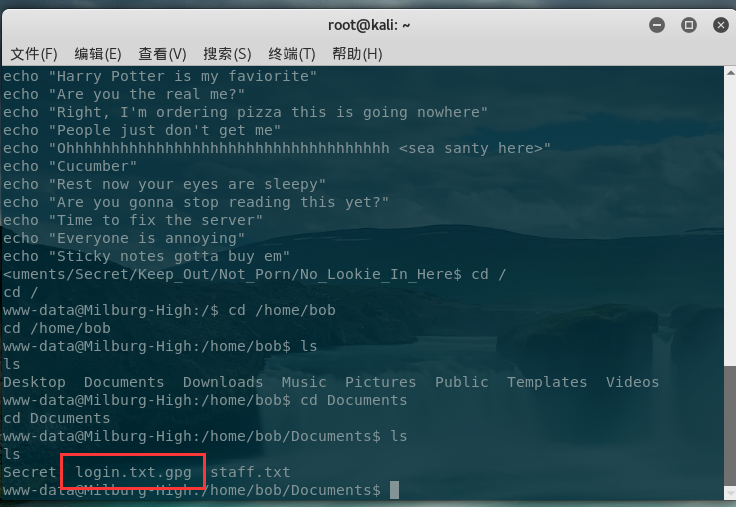 root@kali: ~
文件(F) 编辑(E) 查看(V) 搜索(S) 终端(T) 帮助(H)
echo "Harry Potter is my faviorite"
echo "Are you the real me?"
echo "Right, I'm ordering pizza this is going nowhere"
echo "People just don't get me"
echo "Ohhhhhhhhhhhhhhhhhhhhhhhhhhhhhhhhhhhh <sea santy here>"
echo "Cucumber"
echo "Rest now your eyes are sleepy"
echo "Are you gonna stop reading this yet?"
echo "Time to fix the server"
echo "Everyone is annoying"
echo "Sticky notes gotta buy em"
<uments/Secret/Keep_Out/Not_Porn/No_Lookie_In_Here$ cd /
cd /
www-data@Milburg-High:/$ cd /home/bob
cd /home/bob
www-data@Milburg-High:/home/bob$ ls
ls
Desktop  Documents  Downloads  Music  Pictures  Public  Templates  Videos
www-data@Milburg-High:/home/bob$ cd Documents
cd Documents
www-data@Milburg-High:/home/bob/Documents$ ls
ls
Secret  login.txt.gpg  staff.txt
www-data@Milburg-High:/home/bob/Documents$